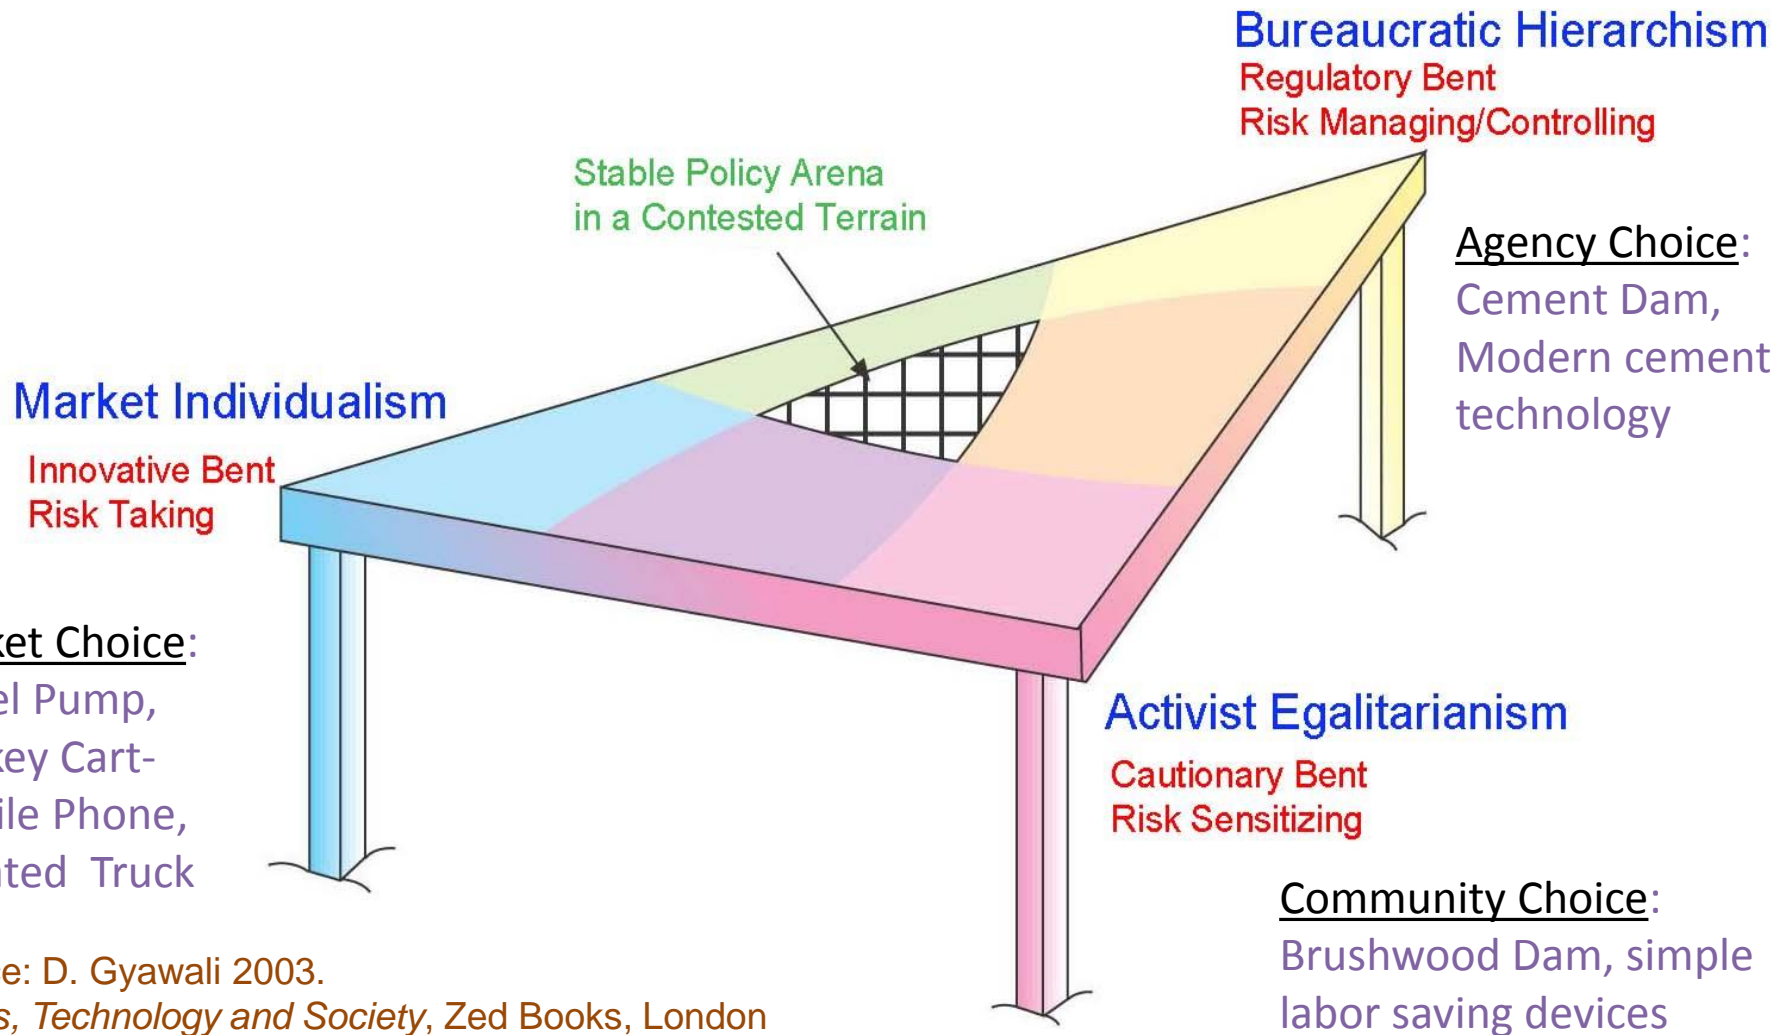 Bureaucratic Hierarchism
Regulatory Bent
Risk Managing/Controlling
Stable Policy Arena
in a Contested Terrain
Agency Choice:
Cement Dam,
Modern cement
technology
Market Individualism
Innovative Bent
Risk Taking
Choice:
Pump,
Cart-
Phone,
Truck
Activist Egalitarianism
Cautionary Bent
Risk Sensitizing
Community Choice:
Brushwood Dam, simple
labor saving devices
D. Gyawali 2003.
Technology and Society, Zed Books, London